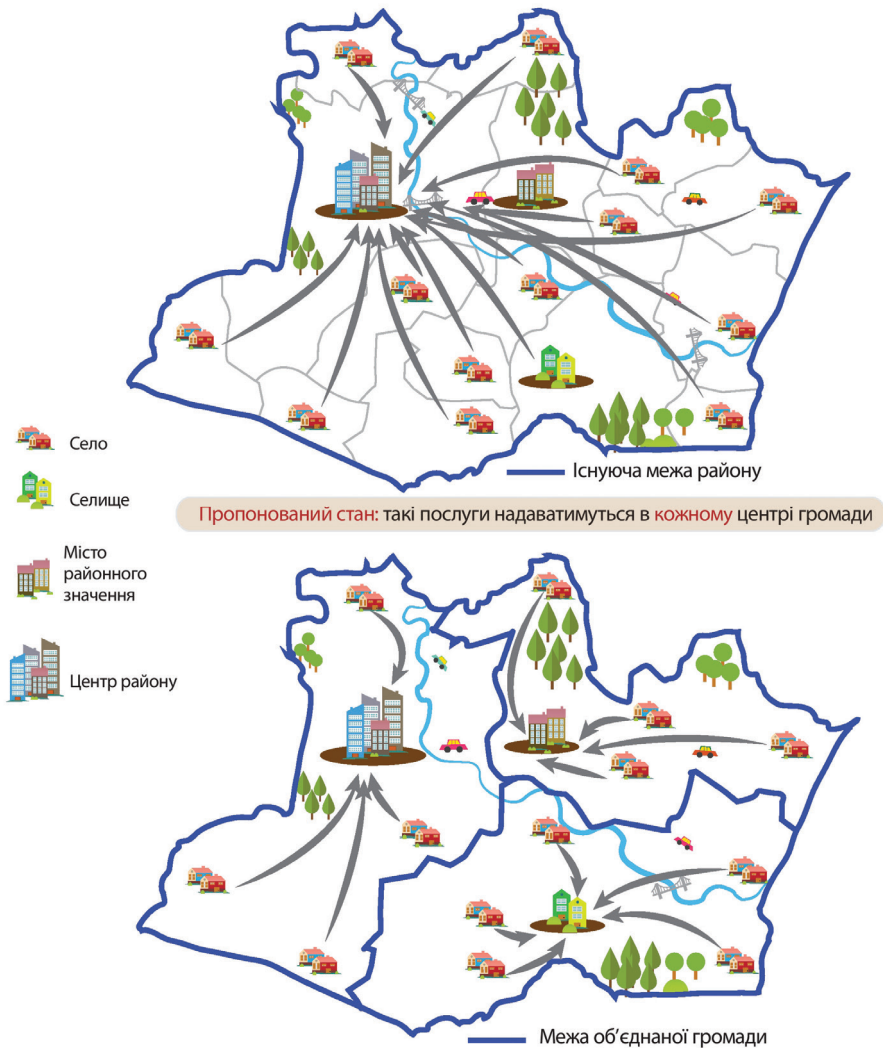 Існуюча межа району
Село
Селище
Місто
районного
значення
Центр району
Пропонований стан: такі послуги надаватимуться в кожному центрі громади
Межа об’єднаної громади